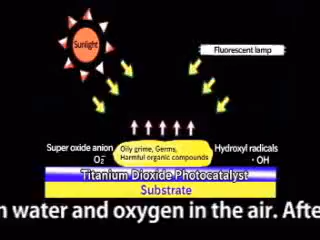 Sunlight
Fluorescent lamp
Super oxide anion
O₂⁻
Oily grime, Germs,
Harmful organic compounds
Hydroxyl radicals
· OH
Titanium Dioxide Photocatalyst
Substrate
water and oxygen in the air. Afte